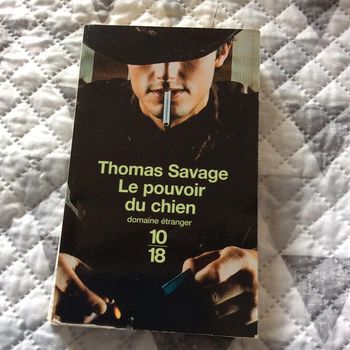 Thomas Savage
Le pouvoir
du chien
domaine étranger
10
18